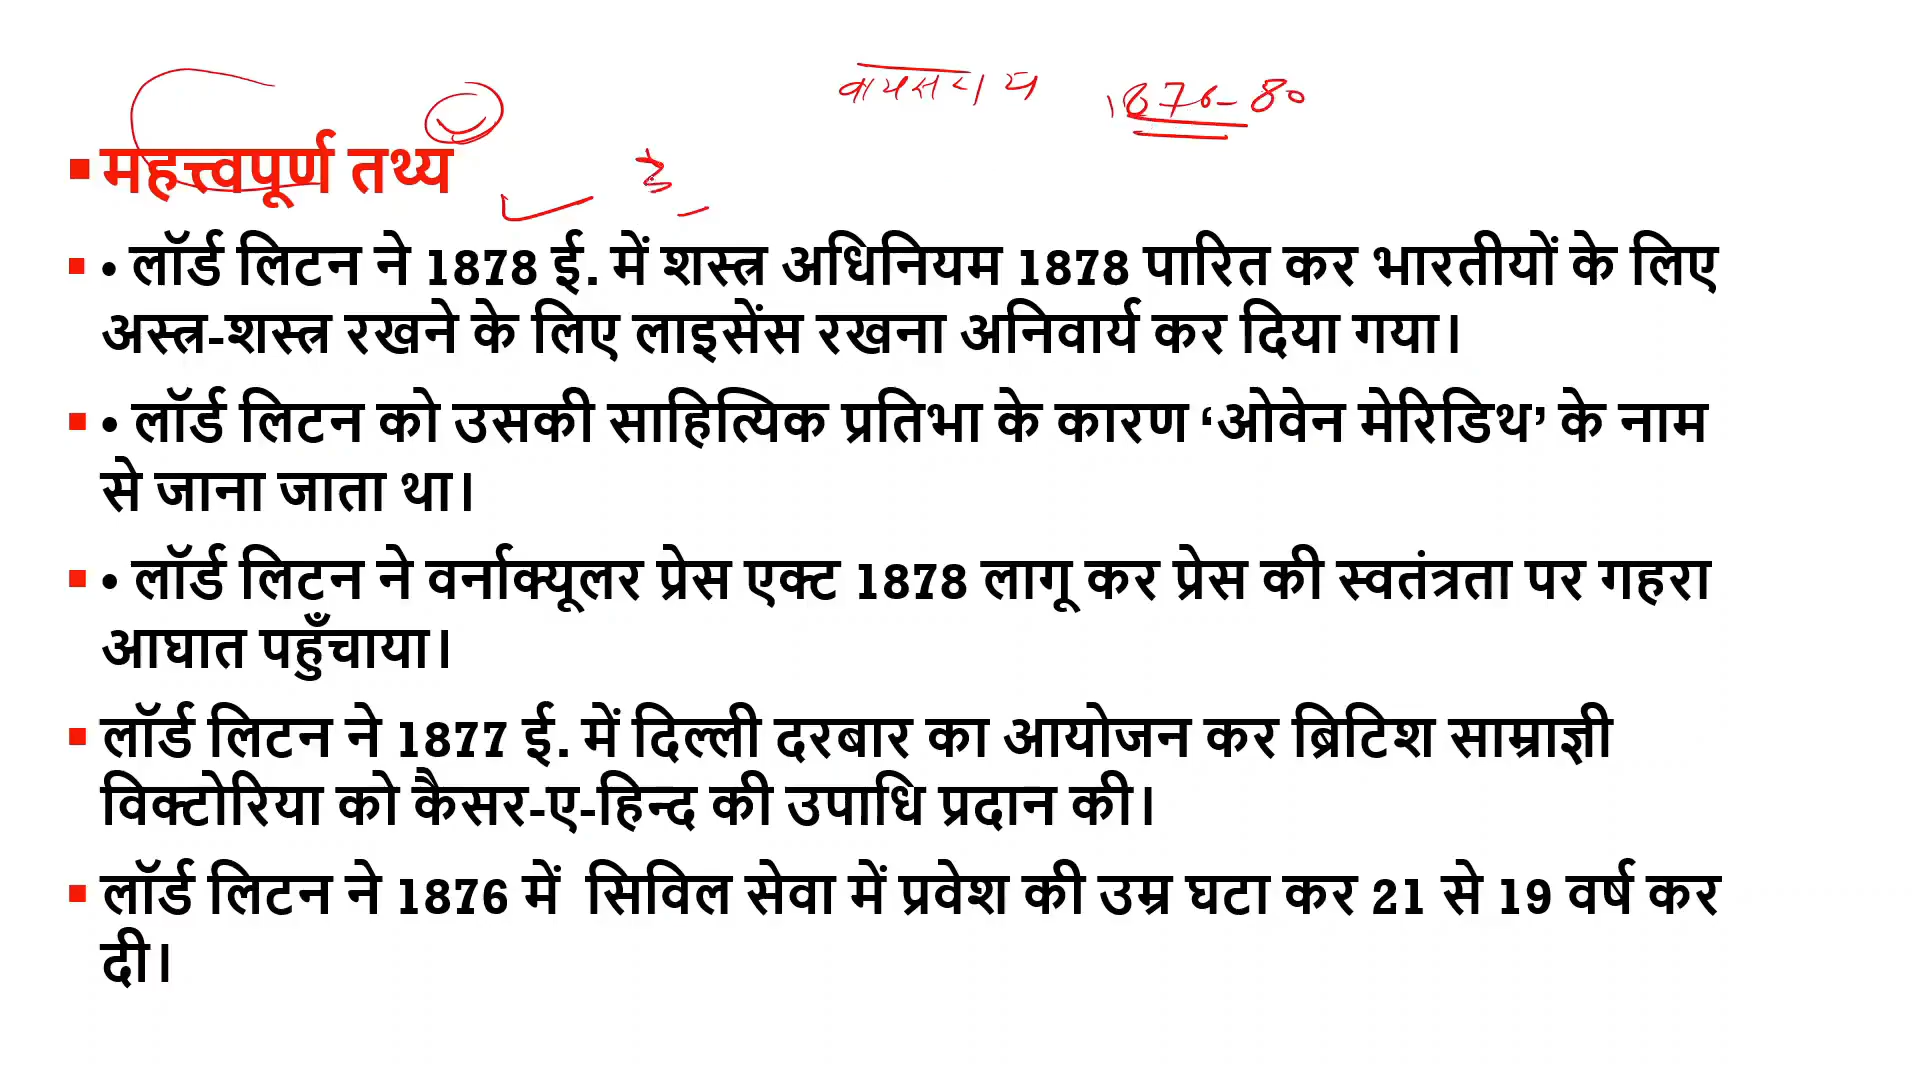 वायसराय 1876-80
महत्त्वपूर्ण तथ्य
• लॉर्ड लिटन ने 1878 ई. में शस्त्र अधिनियम 1878 पारित कर भारतीयों के लिए
अस्त्र-शस्त्र रखने के लिए लाइसेंस रखना अनिवार्य कर दिया गया।
• लॉर्ड लिटन को उसकी साहित्यिक प्रतिभा के कारण ‘ओवेन मेरिडिथ’ के नाम
से जाना जाता था।
• लॉर्ड लिटन ने वर्नाक्यूलर प्रेस एक्ट 1878 लागू कर प्रेस की स्वतंत्रता पर गहरा
आघात पहुँचाया।
लॉर्ड लिटन ने 1877 ई. में दिल्ली दरबार का आयोजन कर ब्रिटिश साम्राज्ञी
विक्टोरिया को कैसर-ए-हिन्द की उपाधि प्रदान की।
लॉर्ड लिटन ने 1876 में  सिविल सेवा में प्रवेश की उम्र घटा कर 21 से 19 वर्ष कर
दी।